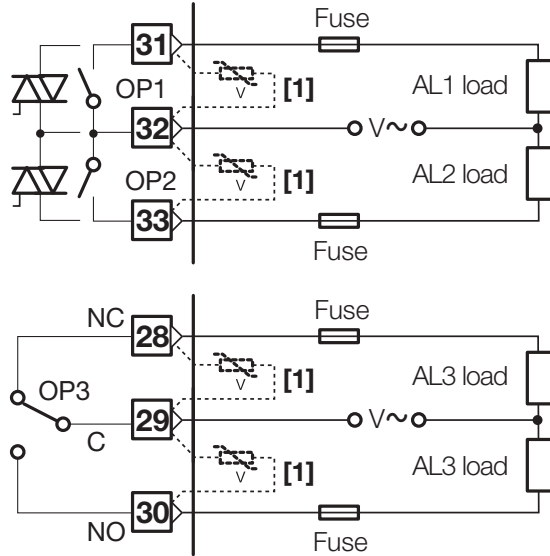 Fuse
31
V
[1]
AL1 load
OP1
32
V~
V
[1]
AL2 load
OP2
33
Fuse
NC
Fuse
28
V
[1]
AL3 load
OP3
29
V~
C
V
[1]
AL3 load
30
NO
Fuse